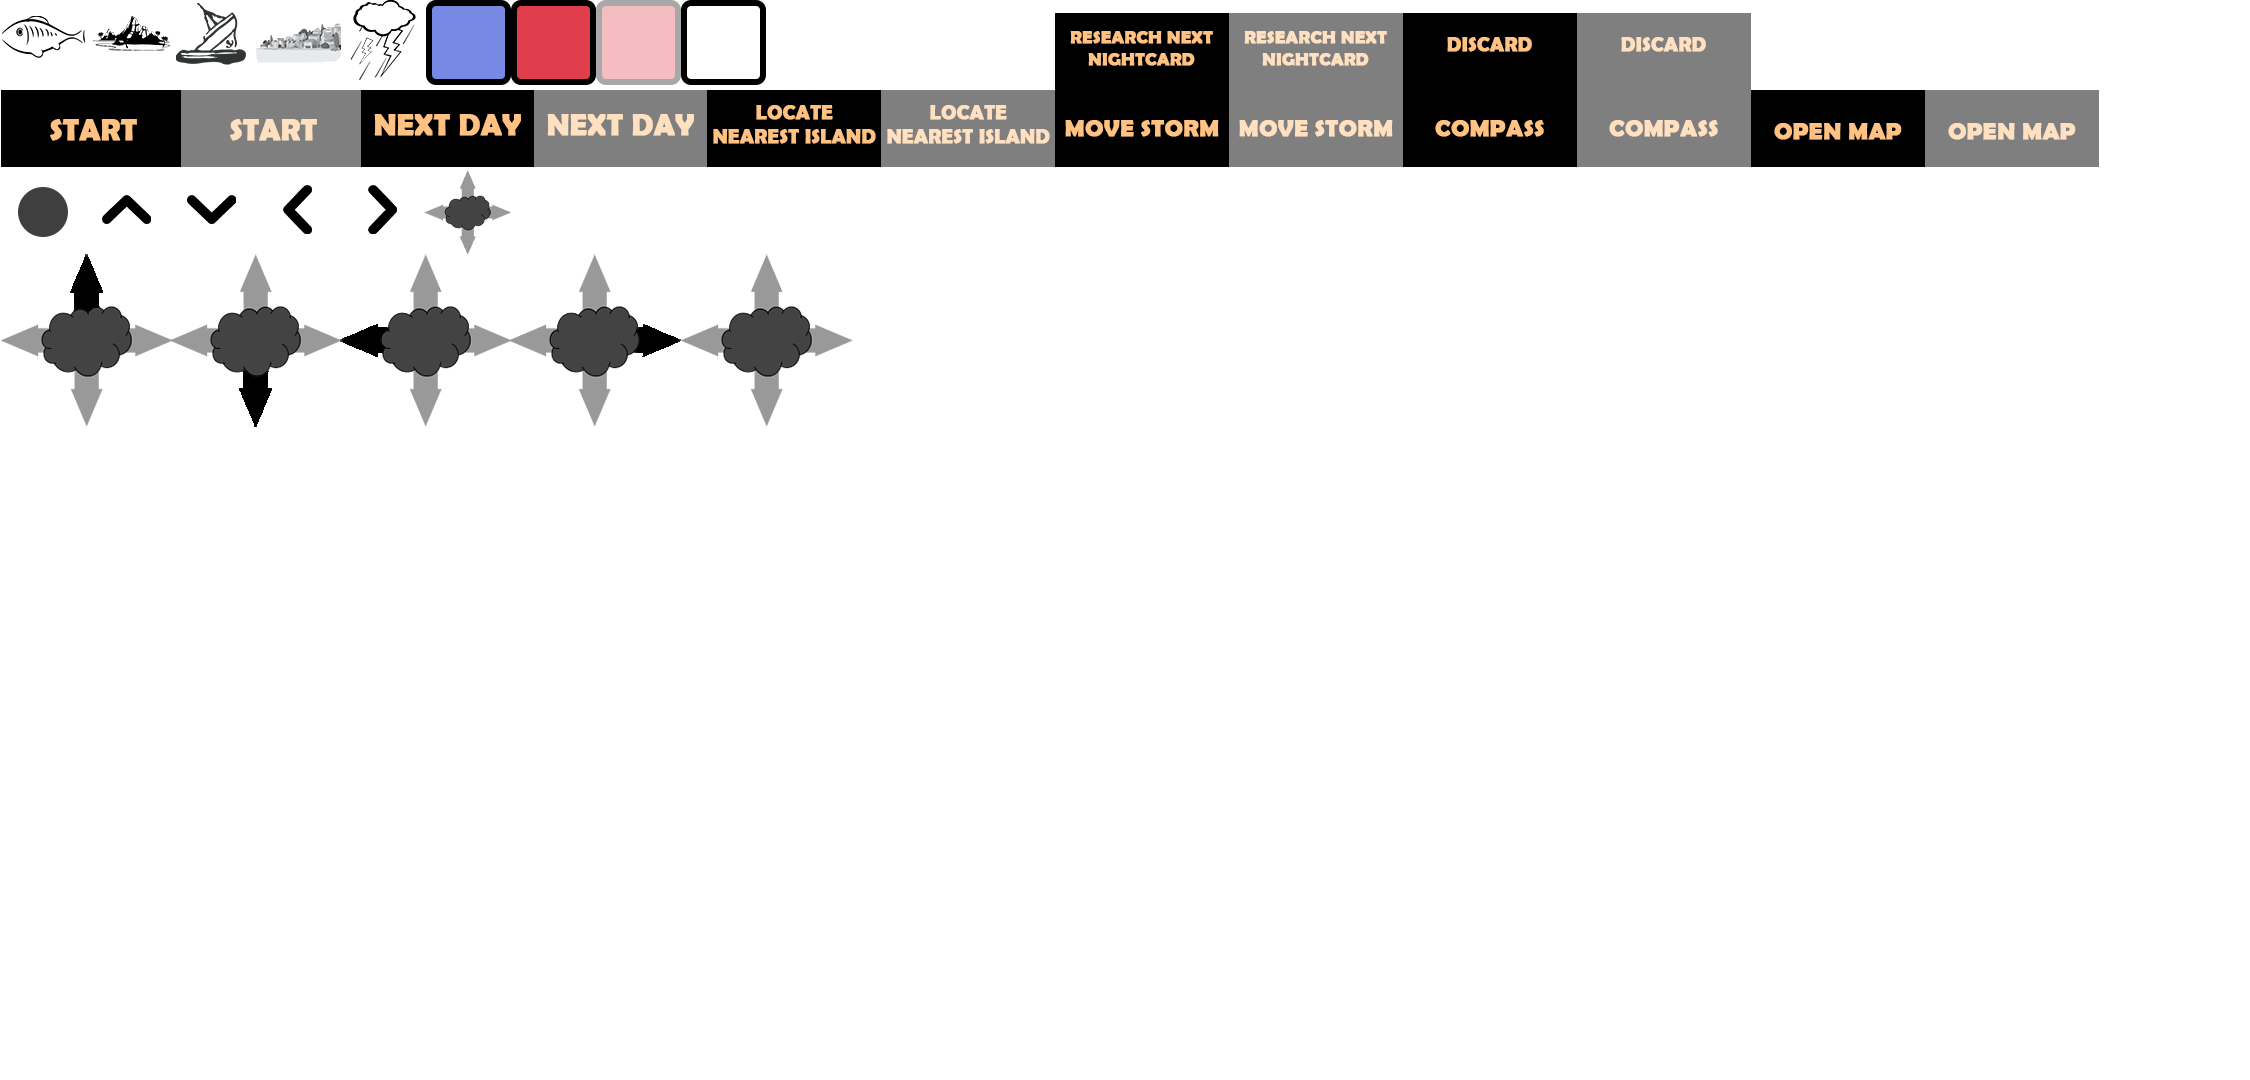 RESEARCH NEXT
NIGHTCARD
RESEARCH NEXT
NIGHTCARD
DISCARD
DISCARD
START
START
NEXT DAY
NEXT DAY
LOCATE
NEAREST ISLAND
LOCATE
NEAREST ISLAND
MOVE STORM
MOVE STORM
COMPASS
COMPASS
OPEN MAP
OPEN MAP